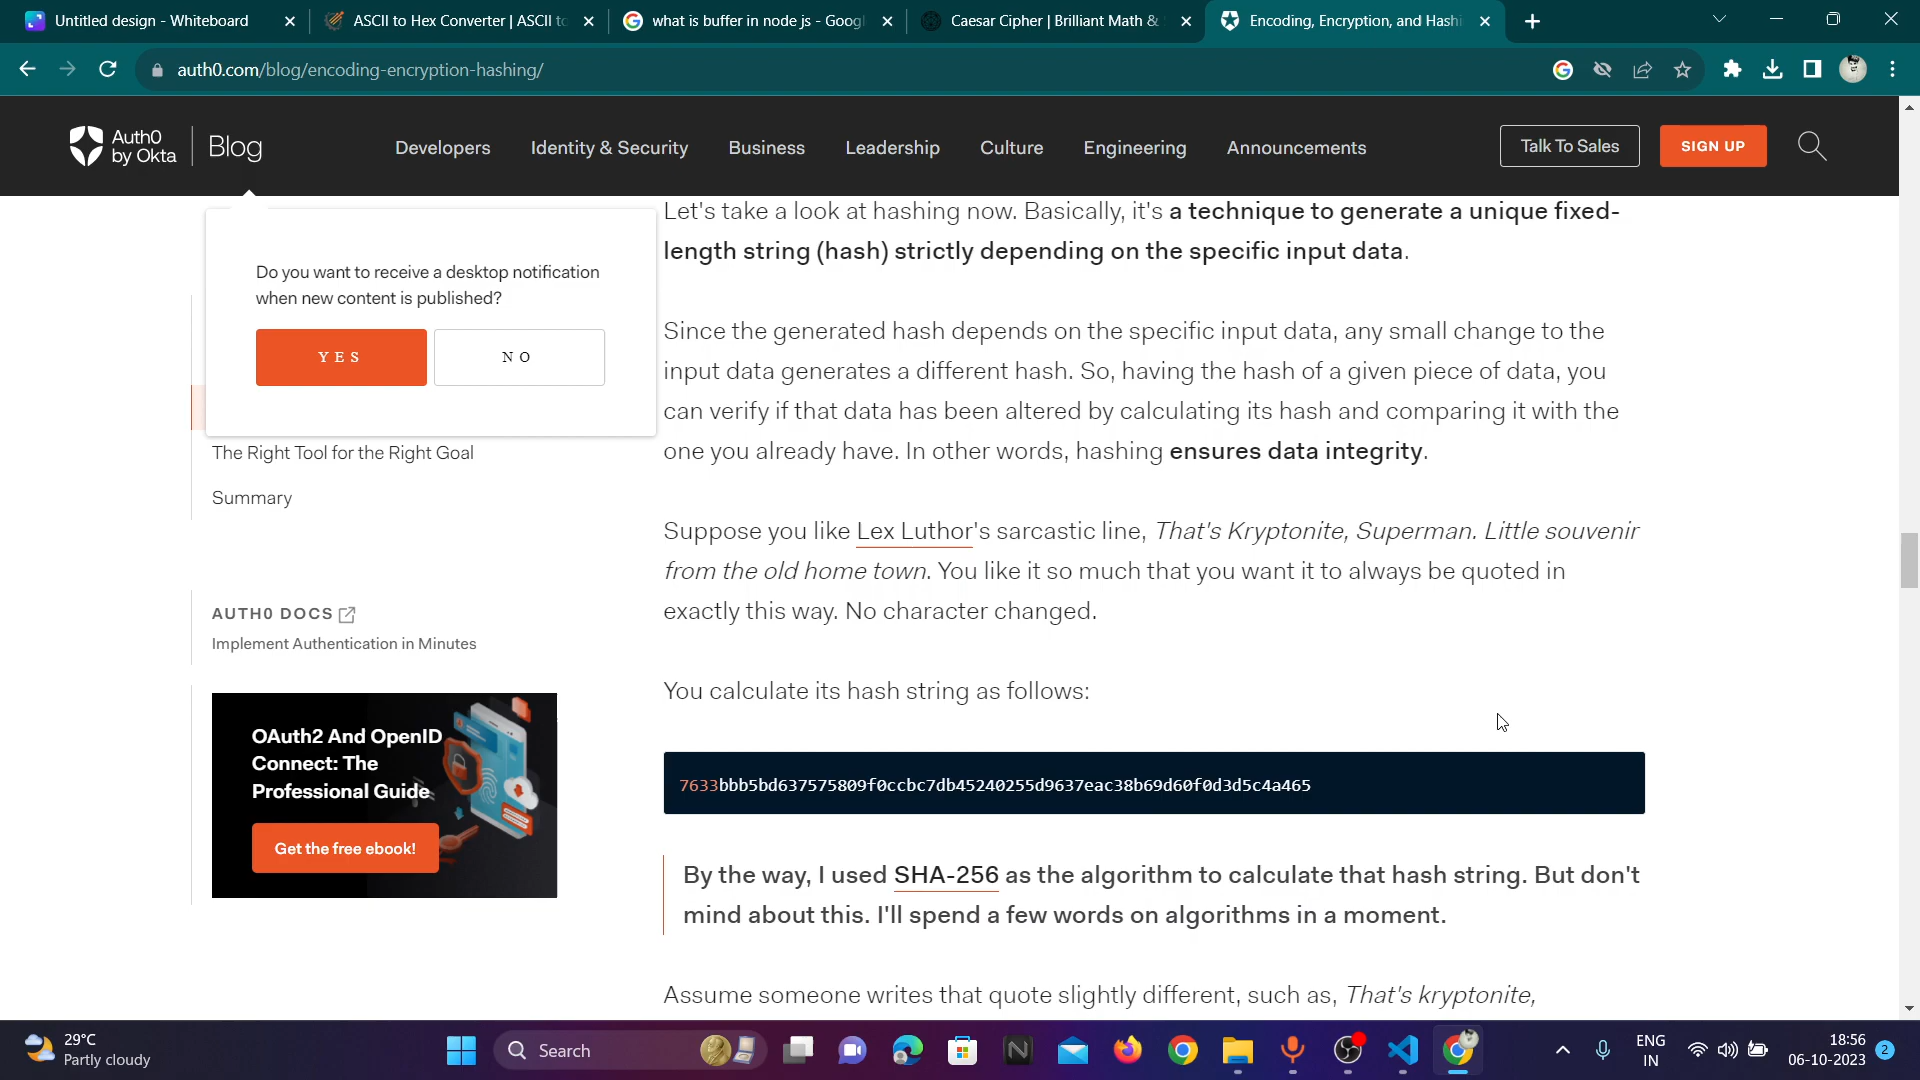 Untitled design - Whiteboard
ASCII to Hex Converter | ASCII to
what is buffer in node js - Googl
Caesar Cipher | Brilliant Math &
Encoding, Encryption, and Hashi
auth0.com/blog/encoding-encryption-hashing/
Auth0
by Okta
Blog
Developers
Identity & Security
Business
Leadership
Culture
Engineering
Announcements
Talk To Sales
SIGN UP
Do you want to receive a desktop notification
when new content is published?
YES
NO
The Right Tool for the Right Goal
Summary
AUTH0 DOCS
Implement Authentication in Minutes
OAuth2 And OpenID
Connect: The
Professional Guide
Get the free ebook!
Let's take a look at hashing now. Basically, it's a technique to generate a unique fixed-
length string (hash) strictly depending on the specific input data.
Since the generated hash depends on the specific input data, any small change to the
input data generates a different hash. So, having the hash of a given piece of data, you
can verify if that data has been altered by calculating its hash and comparing it with the
one you already have. In other words, hashing ensures data integrity.
Suppose you like Lex Luthor's sarcastic line, That's Kryptonite, Superman. Little souvenir
from the old home town. You like it so much that you want it to always be quoted in
exactly this way. No character changed.
You calculate its hash string as follows:
7633bbb5bd637575809f0ccbc7db45240255d9637eac38b69d60f0d3d5c4a465
By the way, I used SHA-256 as the algorithm to calculate that hash string. But don't
mind about this. I'll spend a few words on algorithms in a moment.
Assume someone writes that quote slightly different, such as, That's kryptonite,
29°C
Partly cloudy
Search
ENG
IN
18:56
06-10-2023
2